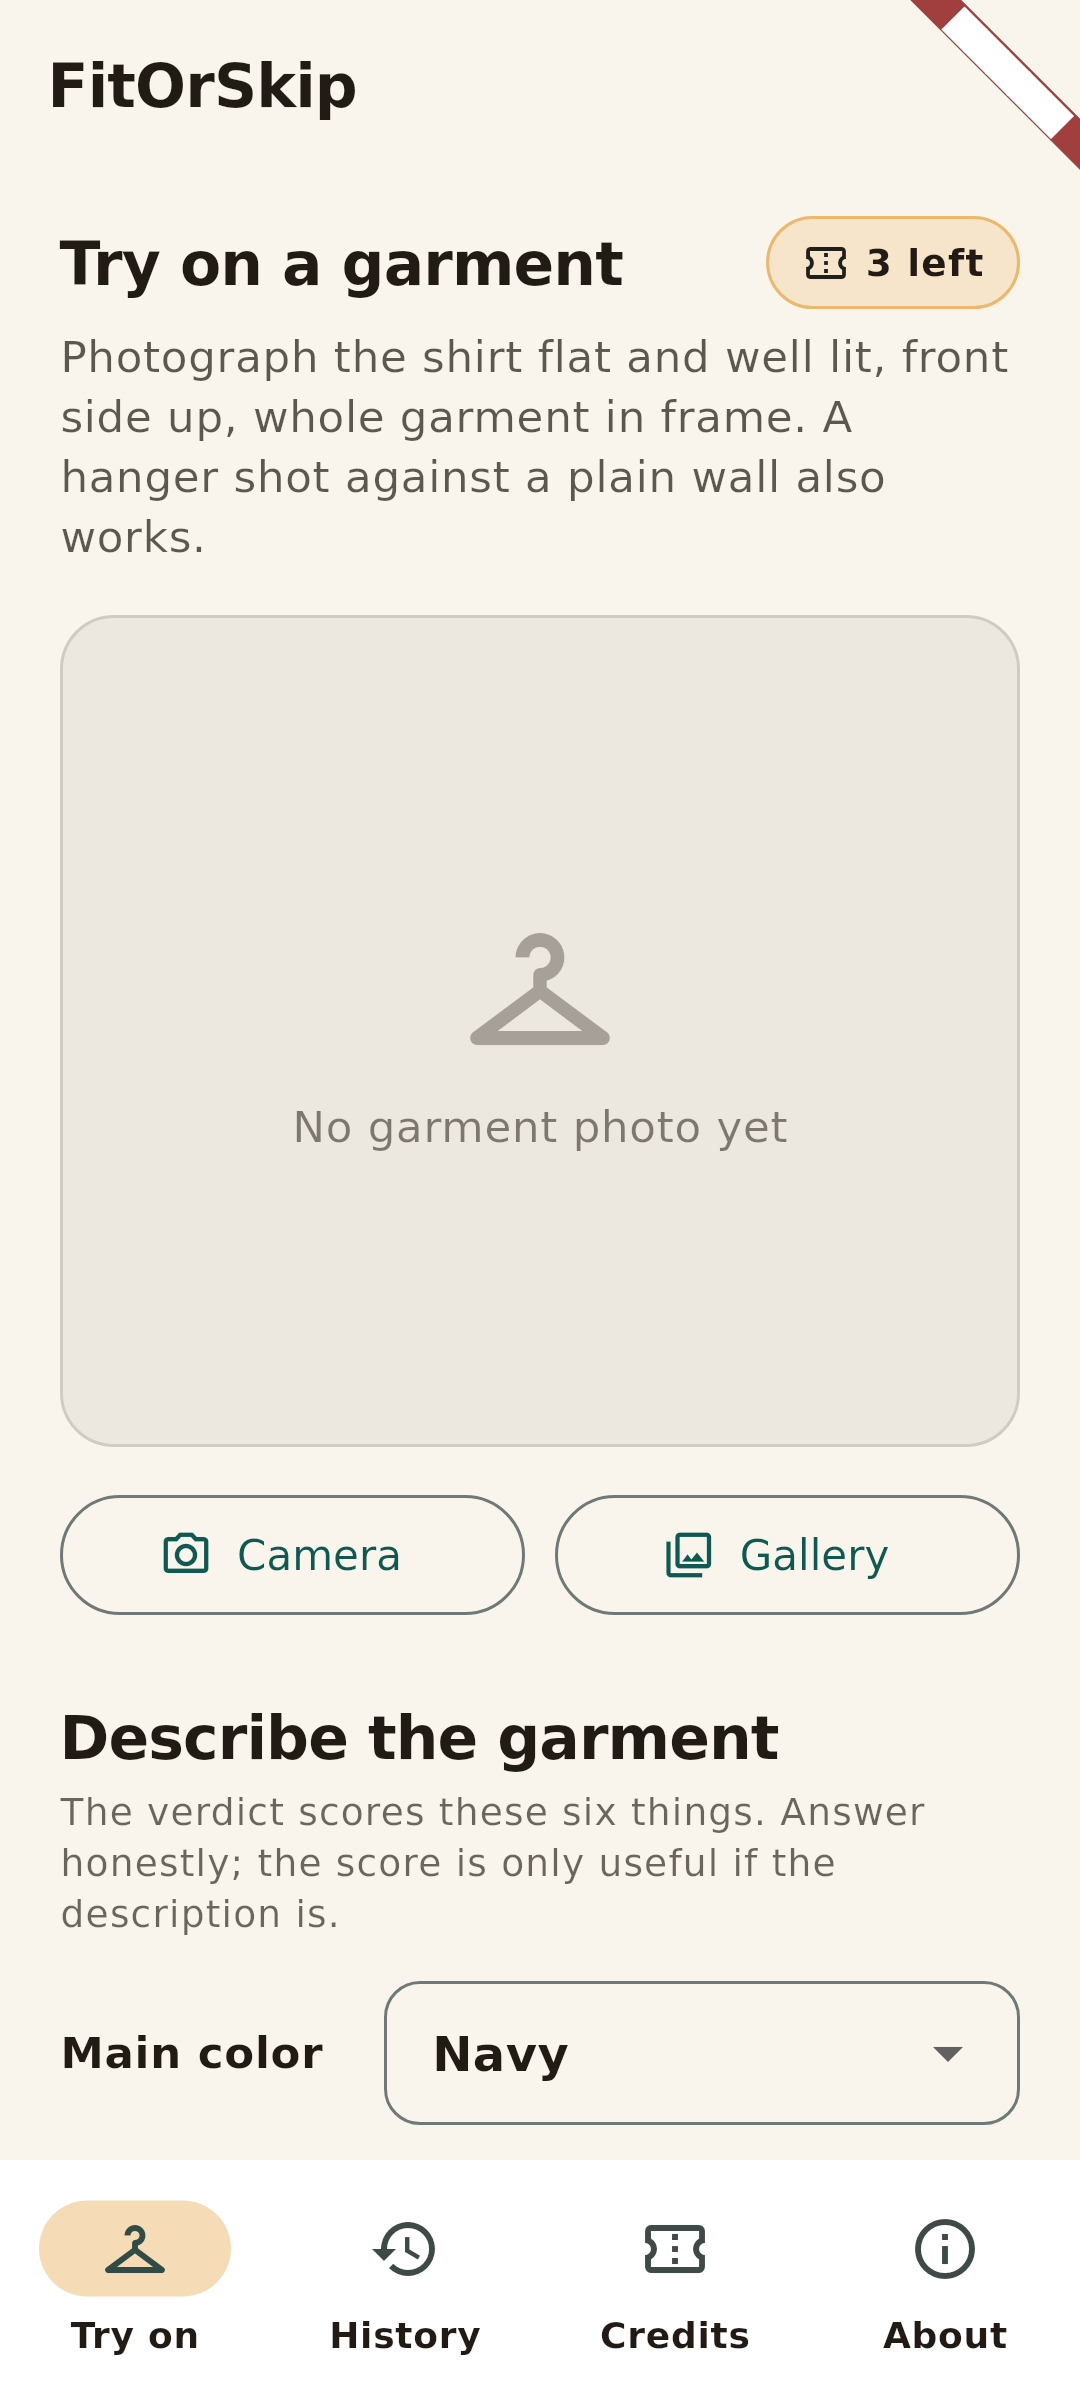 FitOrSkip
Try on a garment
3 left
Photograph the shirt flat and well lit, front
side up, whole garment in frame. A
hanger shot against a plain wall also
works.
No garment photo yet
Camera
Gallery
Describe the garment
The verdict scores these six things. Answer
honestly; the score is only useful if the
description is.
Main color
Navy
Try on
History
Credits
About